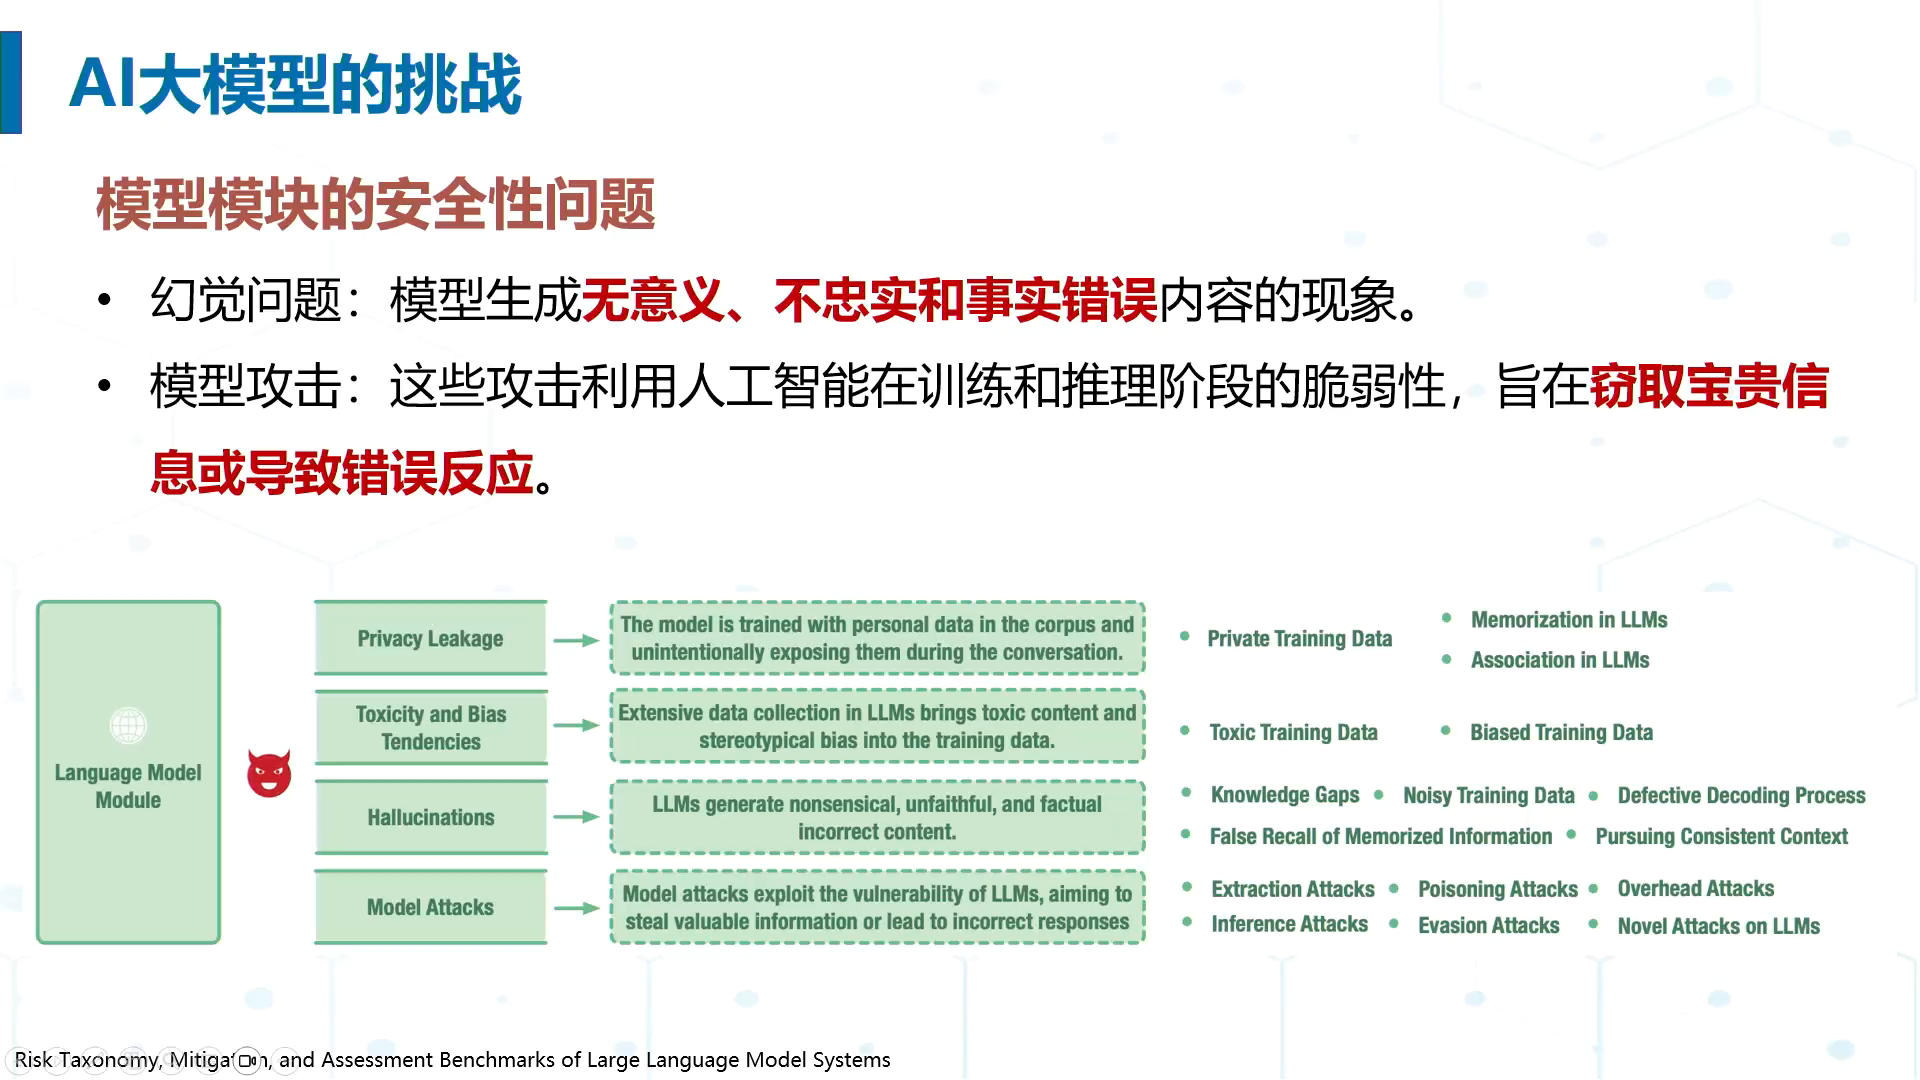 AI大模型的挑战
模型模块的安全性问题
• 幻觉问题：模型生成无意义、不忠实和事实错误内容的现象。
• 模型攻击：这些攻击利用人工智能在训练和推理阶段的脆弱性，旨在窃取宝贵信
息或导致错误反应。
Language Model
Module
Privacy Leakage
The model is trained with personal data in the corpus and
unintentionally exposing them during the conversation.
• Private Training Data
• Memorization in LLMs
• Association in LLMs
Toxicity and Bias
Tendencies
Extensive data collection in LLMs brings toxic content and
stereotypical bias into the training data.
• Toxic Training Data • Biased Training Data
Hallucinations
LLMs generate nonsensical, unfaithful, and factual
incorrect content.
• Knowledge Gaps • Noisy Training Data • Defective Decoding Process
• False Recall of Memorized Information • Pursuing Consistent Context
Model Attacks
Model attacks exploit the vulnerability of LLMs, aiming to
steal valuable information or lead to incorrect responses
• Extraction Attacks • Poisoning Attacks • Overhead Attacks
• Inference Attacks • Evasion Attacks • Novel Attacks on LLMs
Risk Taxonomy, Mitigation, and Assessment Benchmarks of Large Language Model Systems